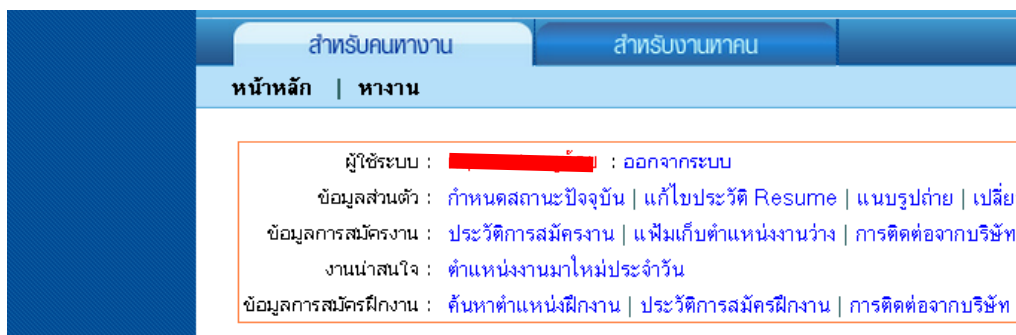 สำหรับคนหางาน สำหรับงานหาคน
หน้าหลัก | หางาน
ผู้ใช้ระบบ : : ออกจากระบบ
ข้อมูลส่วนตัว : กำหนดสถานะปัจจุบัน | แก้ไขประวัติ Resume | แนบรูปถ่าย | เปลี่ย
ข้อมูลการสมัครงาน : ประวัติการสมัครงาน | แฟ้มเก็บตำแหน่งงานว่าง | การติดต่อจากบริษัท
งานน่าสนใจ : ตำแหน่งงานมาใหม่ประจำวัน
ข้อมูลการสมัครฝึกงาน : ค้นหาตำแหน่งฝึกงาน | ประวัติการสมัครฝึกงาน | การติดต่อจากบริษัท